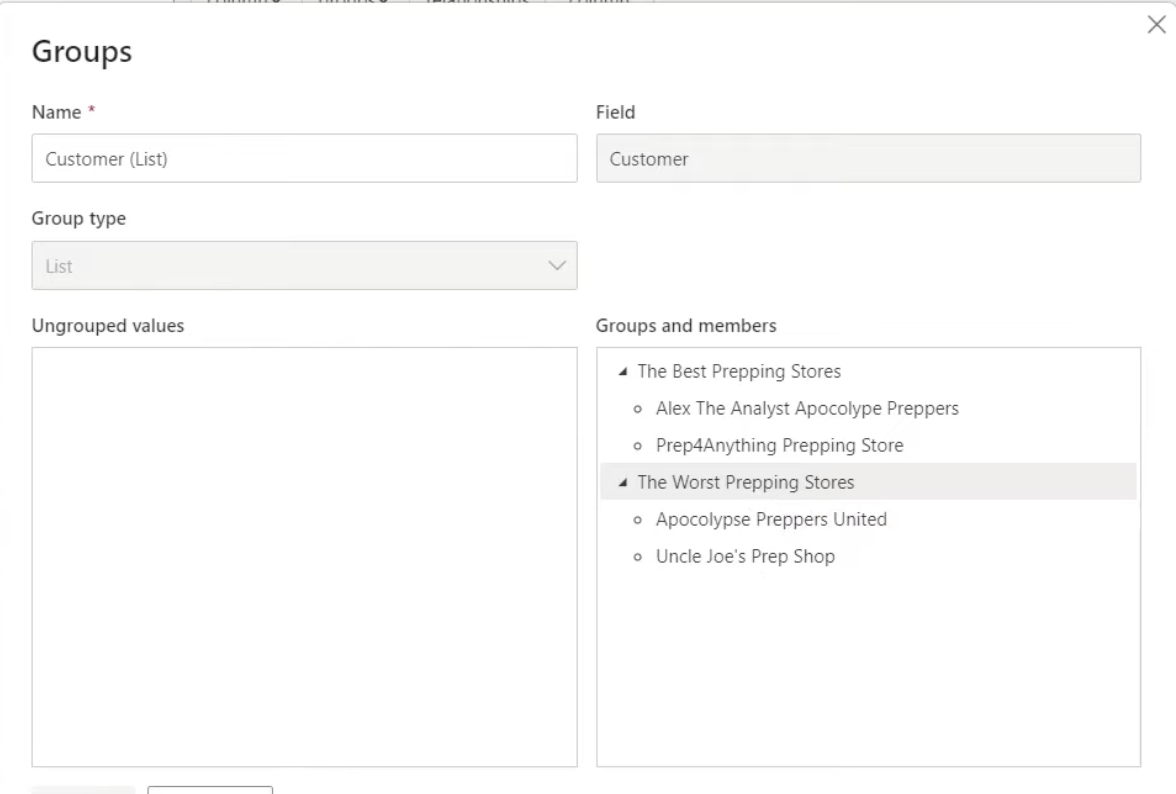 Groups
Name *
Field
Customer (List)
Customer
Group type
List
Ungrouped values
Groups and members
The Best Prepping Stores
Alex The Analyst Apocolype Preppers
Prep4Anything Prepping Store
The Worst Prepping Stores
Apocolypse Preppers United
Uncle Joe's Prep Shop